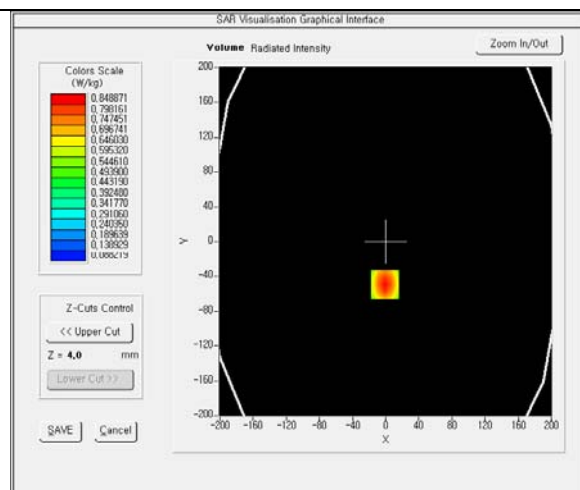 SAR Visualisation Graphical Interface
Volume Radiated Intensity
Zoom In/Out
Colors Scale
(W/kg)
0,848871
0,798161
0,747451
0,696741
0,646030
0,595320
0,544610
0,493900
0,443190
0,392480
0,341770
0,291060
0,240350
0,189639
0,138929
0,088219
200
160
120
80
40
0
-40
-80
-120
-160
-200
Y
-200 -160 -120 -80 -40 0 40 80 120 160 200
X
Z-Cuts Control
<< Upper Cut
Z = 4.0 mm
Lower Cut >>
SAVE Cancel